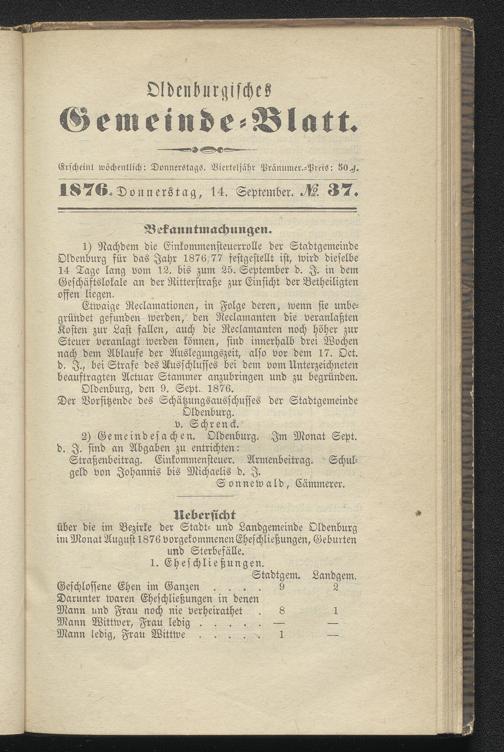 Oldenburgisches
Gemeinde-Blatt.
Erscheint wöchentlich: Donnerstags. Vierteljähr Pränumer.-Preis: 50 ₰.
1876. Donnerstag, 14. September. № 37.
Bekanntmachungen.
1) Nachdem die Einkommensteuerrolle der Stadtgemeinde
Oldenburg für das Jahr 1876/77 festgestellt ist, wird dieselbe
14 Tage lang vom 12. bis zum 25. September d. J. in dem
Geschäftslokale an der Ritterstraße zur Einsicht der Betheiligten
offen liegen.
Etwaige Reclamationen, in Folge deren, wenn sie unbe-
gründet gefunden werden, den Reclamanten die veranlaßten
Kosten zur Last fallen, auch die Reclamanten noch höher zur
Steuer veranlagt werden können, sind innerhalb drei Wochen
nach dem Ablaufe der Auslegungszeit, also vor dem 17. Oct.
d. J., bei Strafe des Ausschlusses bei dem vom Unterzeichneten
beauftragten Actuar Stammer anzubringen und zu begründen.
Oldenburg, den 9. Sept. 1876.
Der Vorsitzende des Schätzungsausschusses der Stadtgemeinde
Oldenburg.
v. Schrenck.
2) Gemeindesachen. Oldenburg. Im Monat Sept.
d. J. sind an Abgaben zu entrichten:
Straßenbeitrag. Einkommensteuer. Armenbeitrag. Schul-
geld von Johannis bis Michaelis d. J.
Sonnewald, Cämmerer.
Uebersicht
über die im Bezirke der Stadt- und Landgemeinde Oldenburg
im Monat August 1876 vorgekommenen Eheschließungen, Geburten
und Sterbefälle.
1. Eheschließungen.
Stadtgem. Landgem.
Geschlossene Ehen im Ganzen . . . . 9 2
Darunter waren Eheschließungen in denen
Mann und Frau noch nie verheirathet . 8 1
Mann Wittwer, Frau ledig . . . . . — —
Mann ledig, Frau Wittwe . . . . . 1 —